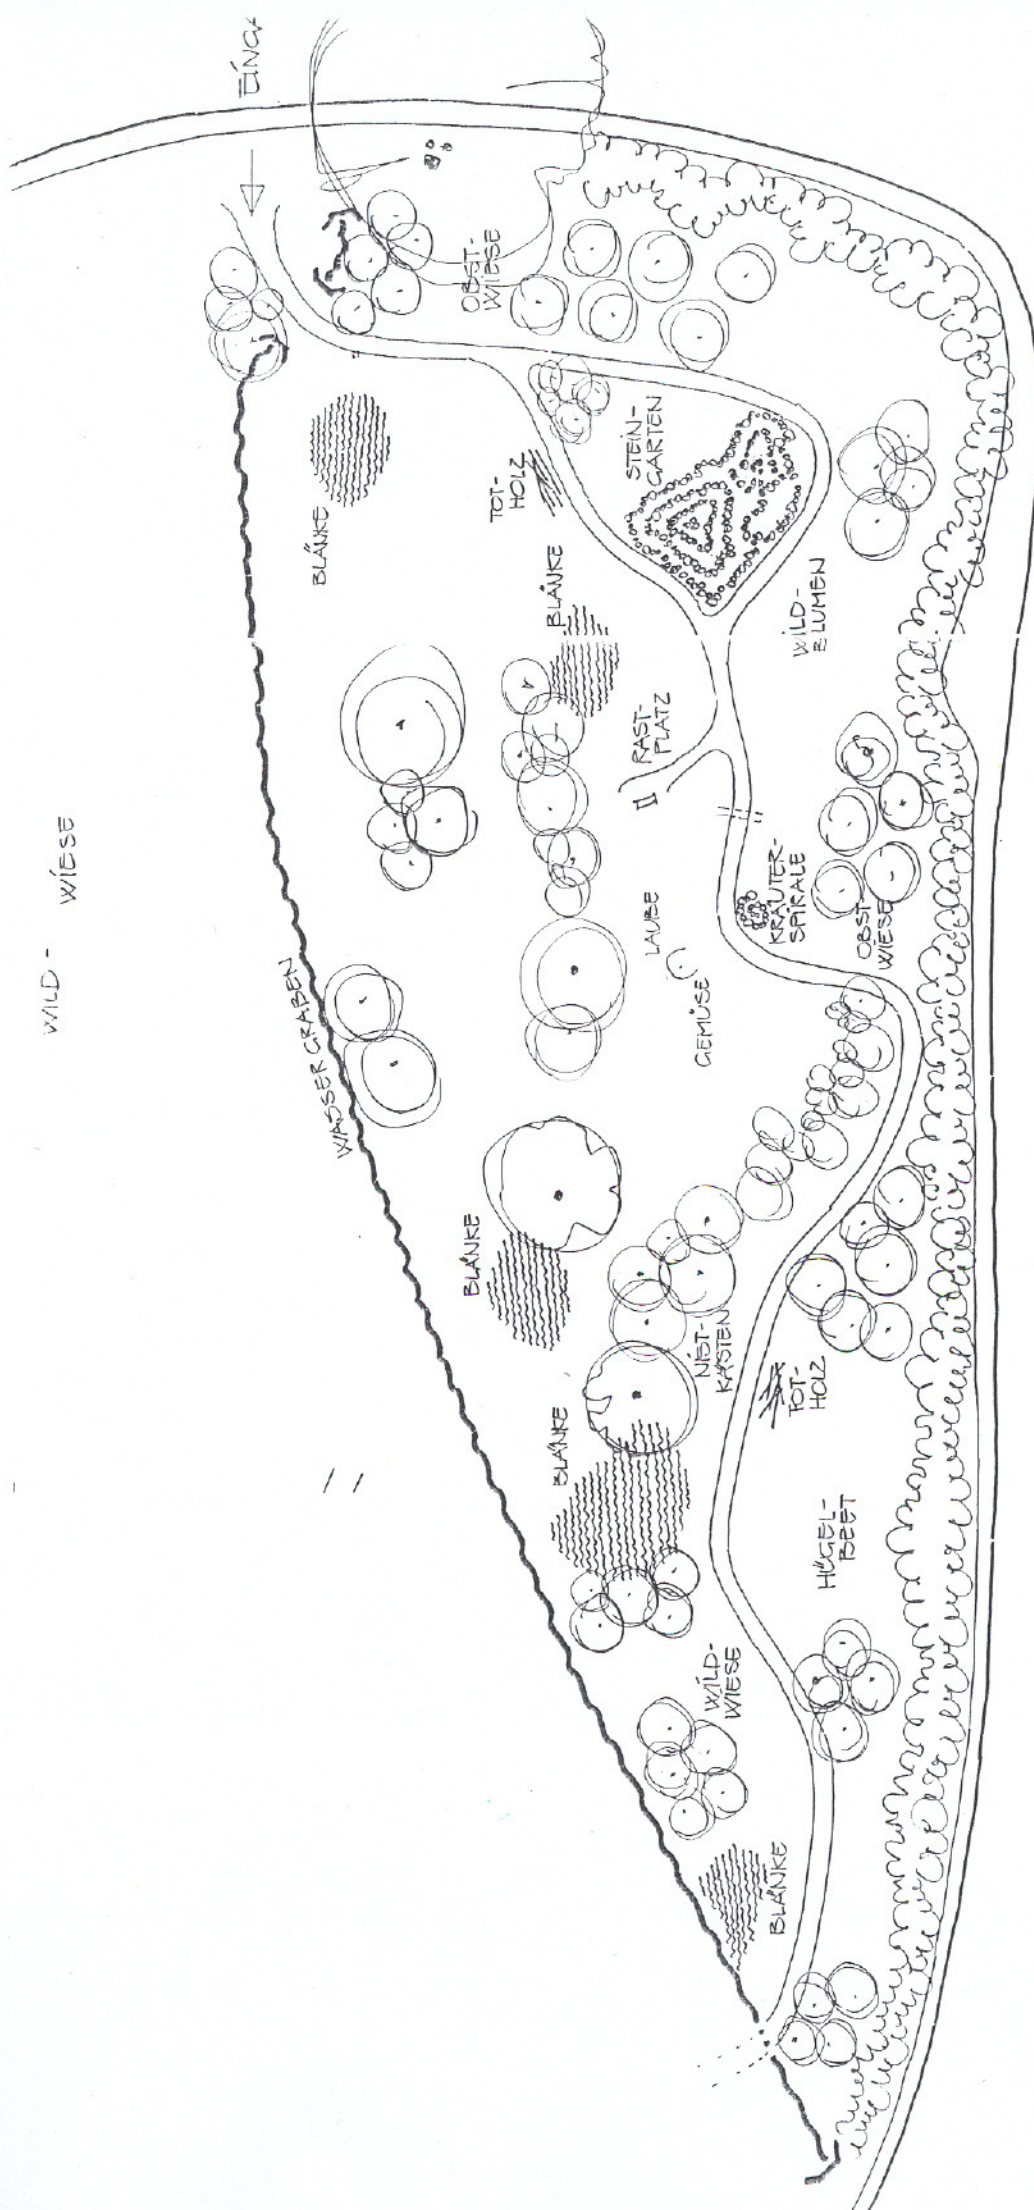 EING
OBST-
WIESE
BLÄNKE
TOT-
HOLZ
STEIN-
GARTEN
BLÄNKE
WILD-
BLUMEN
RAST-
PLATZ
WILD - WIESE
KRÄUTER-
SPIRALE
OBST-
WIESE
LAUBE
GEMÜSE
WASSERGRABEN
BLÄNKE
NIST-
KÄSTEN
TOT-
HOLZ
BLÄNKE
HÜGEL-
BEET
WILD-
WIESE
BLÄNKE